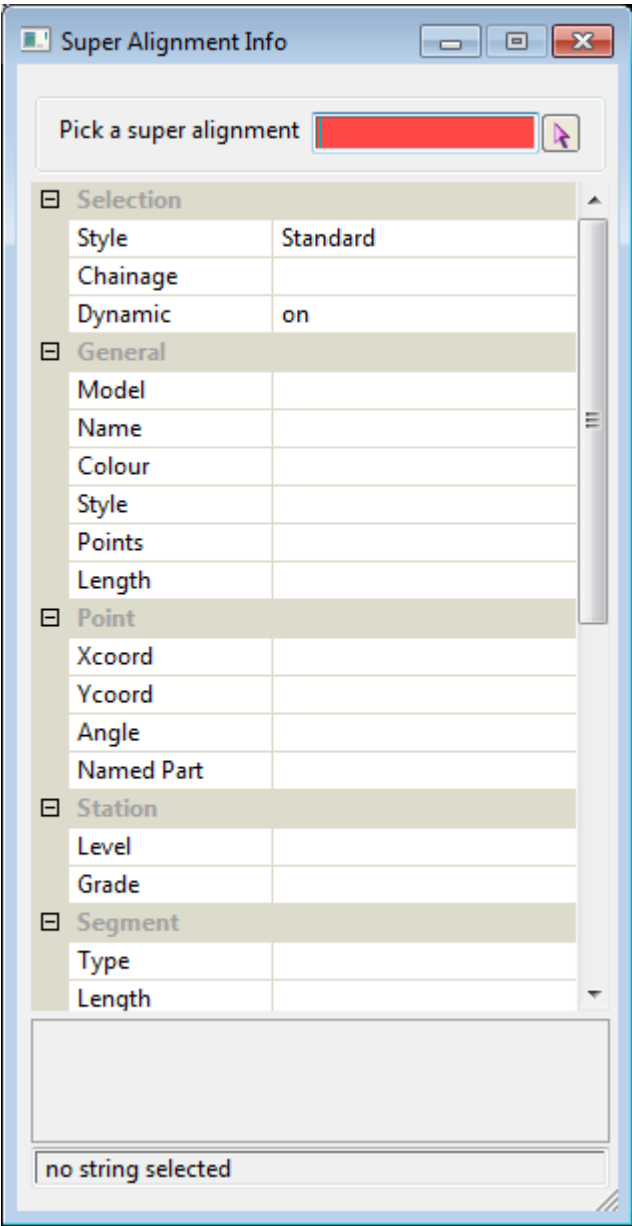 Super Alignment Info
Pick a super alignment
Selection
Style Standard
Chainage
Dynamic on
General
Model
Name
Colour
Style
Points
Length
Point
Xcoord
Ycoord
Angle
Named Part
Station
Level
Grade
Segment
Type
Length
no string selected